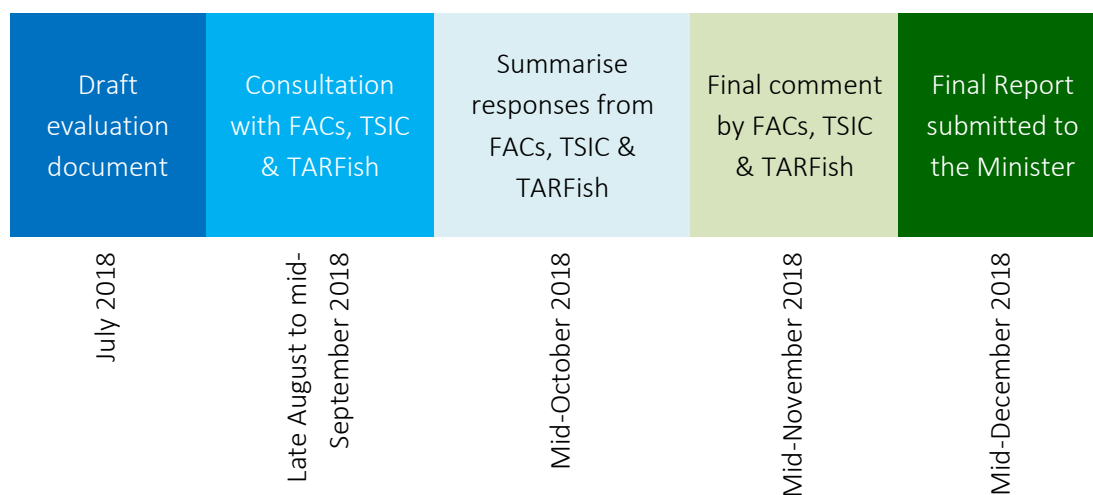 Draft
evaluation
document
Consultation
with FACs, TSIC
& TARFish
Summarise
responses from
FACs, TSIC &
TARFish
Final comment
by FACs, TSIC
& TARFish
Final Report
submitted to
the Minister
July 2018
Late August to mid-
September 2018
Mid-October 2018
Mid-November 2018
Mid-December 2018